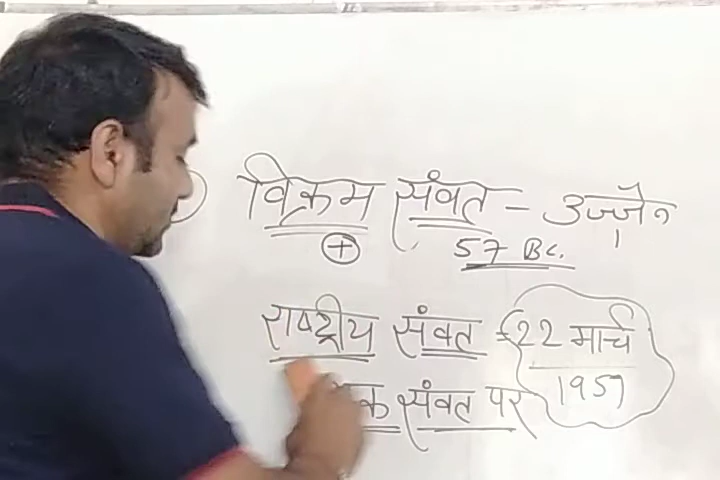 विक्रम संवत - उज्जैन
+
57 BC.
राष्ट्रीय संवत = 22 मार्च
1957
संवत पर